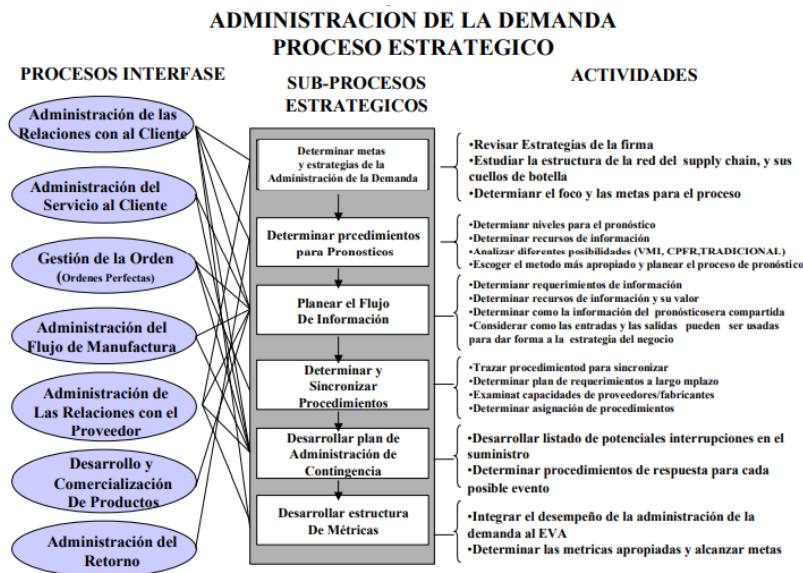 ADMINISTRACION DE LA DEMANDA
PROCESO ESTRATEGICO
PROCESOS INTERFASE
Administración de las
Relaciones con al Cliente
Administración del
Servicio al Cliente
Gestión de la Orden
(Ordenes Perfectas)
Administración del
Flujo de Manufactura
Administración de
Las Relaciones con el
Proveedor
Desarrollo y
Comercialización
De Productos
Administración del
Retorno
SUB-PROCESOS
ESTRATEGICOS
Determinar metas
y estrategias de la
Administración de la Demanda
Determinar prcedimientos
para Pronosticos
Planear el Flujo
De Información
Determinar y
Sincronizar
Procedimientos
Desarrollar plan de
Administración de
Contingencia
Desarrollar estructura
De Métricas
ACTIVIDADES
•Revisar Estrategias de la firma
•Estudiar la estructura de la red del supply chain, y sus
cuellos de botella
•Determianr el foco y las metas para el proceso
•Determianr niveles para el pronóstico
•Determinar recursos de información
•Analizar diferentes posibilidades (VMI, CPFR,TRADICIONAL)
•Escoger el metodo más apropiado y planear el proceso de pronóstico
•Determianr requerimientos de información
•Determinar recursos de información y su valor
•Determinar como la información del pronósticosera compartida
•Considerar como las entradas y las salidas pueden ser usadas
para dar forma a la estrategia del negocio
•Trazar procedimientod para sincronizar
•Determinar plan de requerimientos a largo mplazo
•Examinat capacidades de proveedores/fabricantes
•Determinar asignación de procedimientos
•Desarrollar listado de potenciales interrupciones en el
suministro
•Determinar procedimientos de respuesta para cada
posible evento
•Integrar el desempeño de la administración de la
demanda al EVA
•Determinar las metricas apropiadas y alcanzar metas